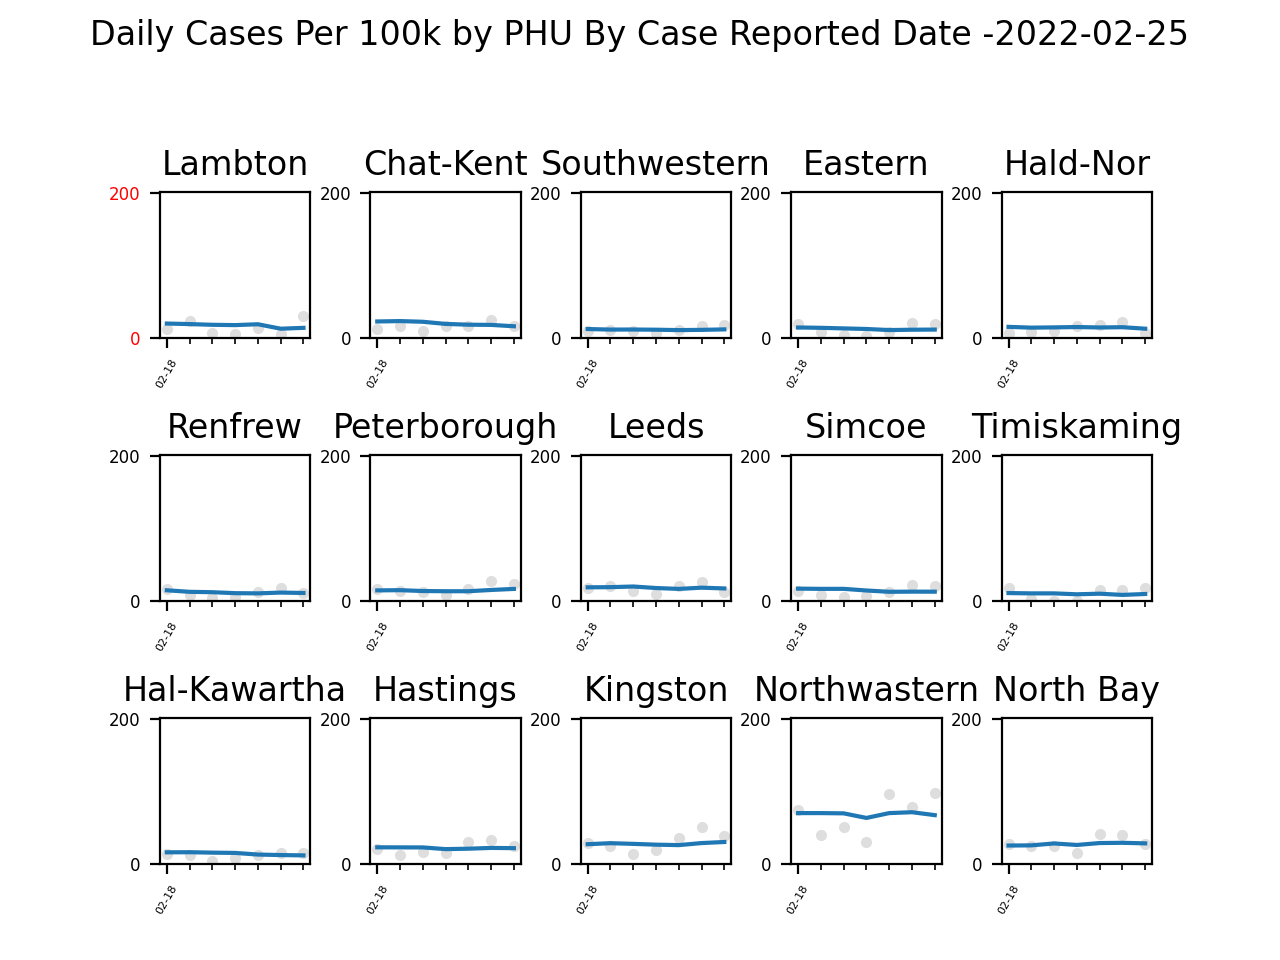 Daily Cases Per 100k by PHU By Case Reported Date -2022-02-25
Lambton Chat-Kent Southwestern Eastern Hald-Nor
200 200 200 200 200
0 0 0 0 0
02-18 02-18 02-18 02-18 02-18
Renfrew Peterborough Leeds Simcoe Timiskaming
200 200 200 200 200
0 0 0 0 0
02-18 02-18 02-18 02-18 02-18
Hal-Kawartha Hastings Kingston Northwastern North Bay
200 200 200 200 200
0 0 0 0 0
02-18 02-18 02-18 02-18 02-18